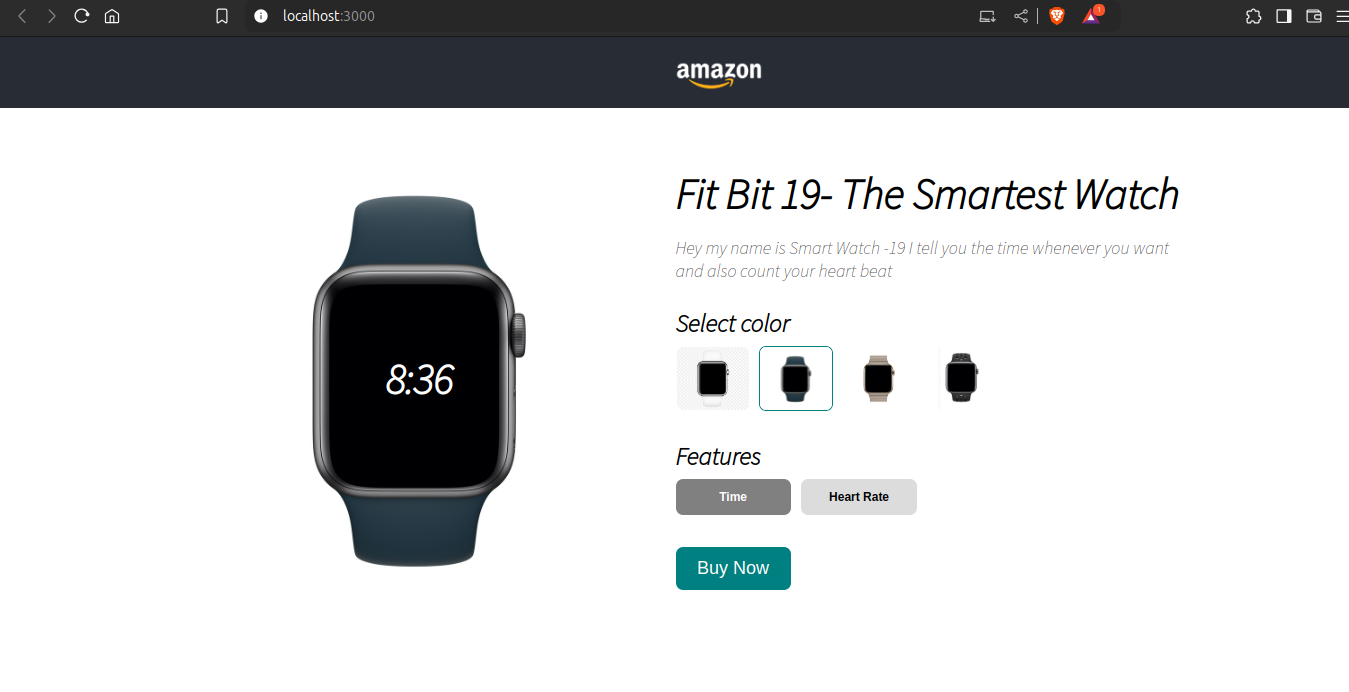 localhost:3000
1
amazon
Fit Bit 19- The Smartest Watch
Hey my name is Smart Watch -19 I tell you the time whenever you want
and also count your heart beat
Select color
8:36
Features
Time
Heart Rate
Buy Now